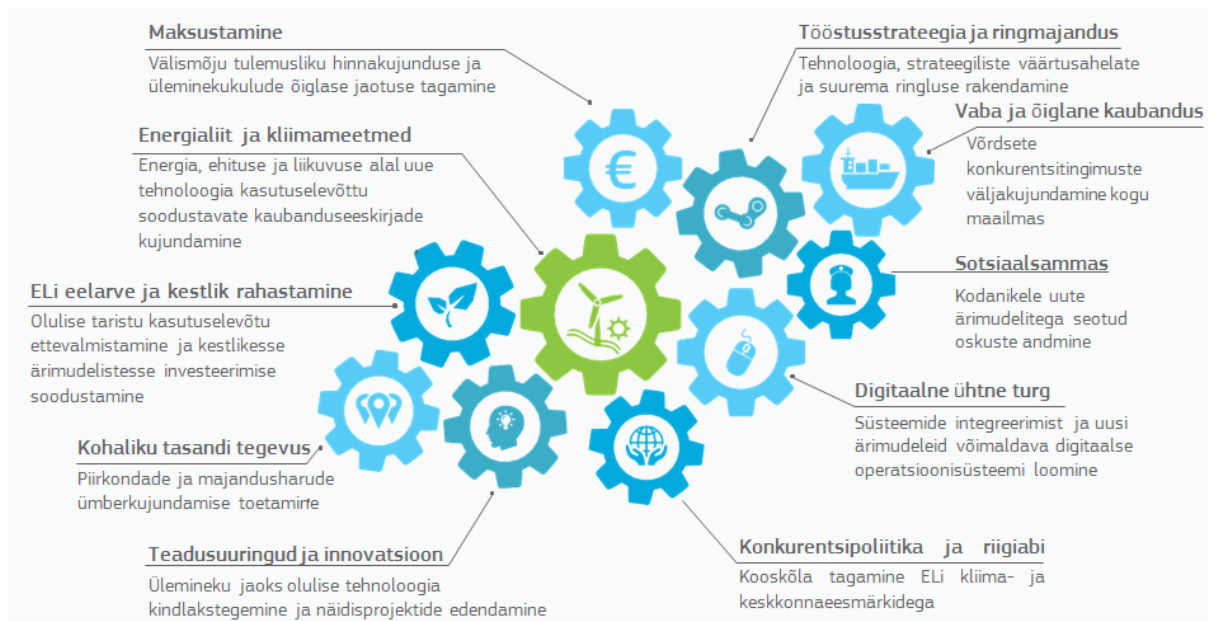 Maksustamine
Välismõju tulemusliku hinnakujunduse ja
üleminekukulude õiglase jaotuse tagamine
Energialiit ja kliimameetmed
Energia, ehituse ja liikuvuse alal uue
tehnoloogia kasutuselevõttu
soodustavate kaubanduseeskirjade
kujundamine
ELi eelarve ja kestlik rahastamine
Olulise taristu kasutuselevõtu
ettevalmistamine ja kestlikesse
ärimudelistesse investeerimise
soodustamine
Kohaliku tasandi tegevus
Piirkondade ja majandusharude
ümberkujundamise toetamine
Teadusuuringud ja innovatsioon
Ülemineku jaoks olulise tehnoloogia
kindlakstegemine ja näidisprojektide edendamine
Tööstusstrateegia ja ringmajandus
Tehnoloogia, strateegiliste väärtusahelate
ja suurema ringluse rakendamine
Vaba ja õiglane kaubandus
Võrdsete
konkurentsitingimuste
väljakujundamine kogu
maailmas
Sotsiaalsammas
Kodanikele uute
ärimudelitega seotud
oskuste andmine
Digitaalne ühtne turg
Süsteemide integreerimist ja uusi
ärimudeleid võimaldava digitaalse
operatsioonisüsteemi loomine
Konkurentsipoliitika ja riigiabi
Kooskõla tagamine ELi kliima- ja
keskkonnaeesmärkidega
€